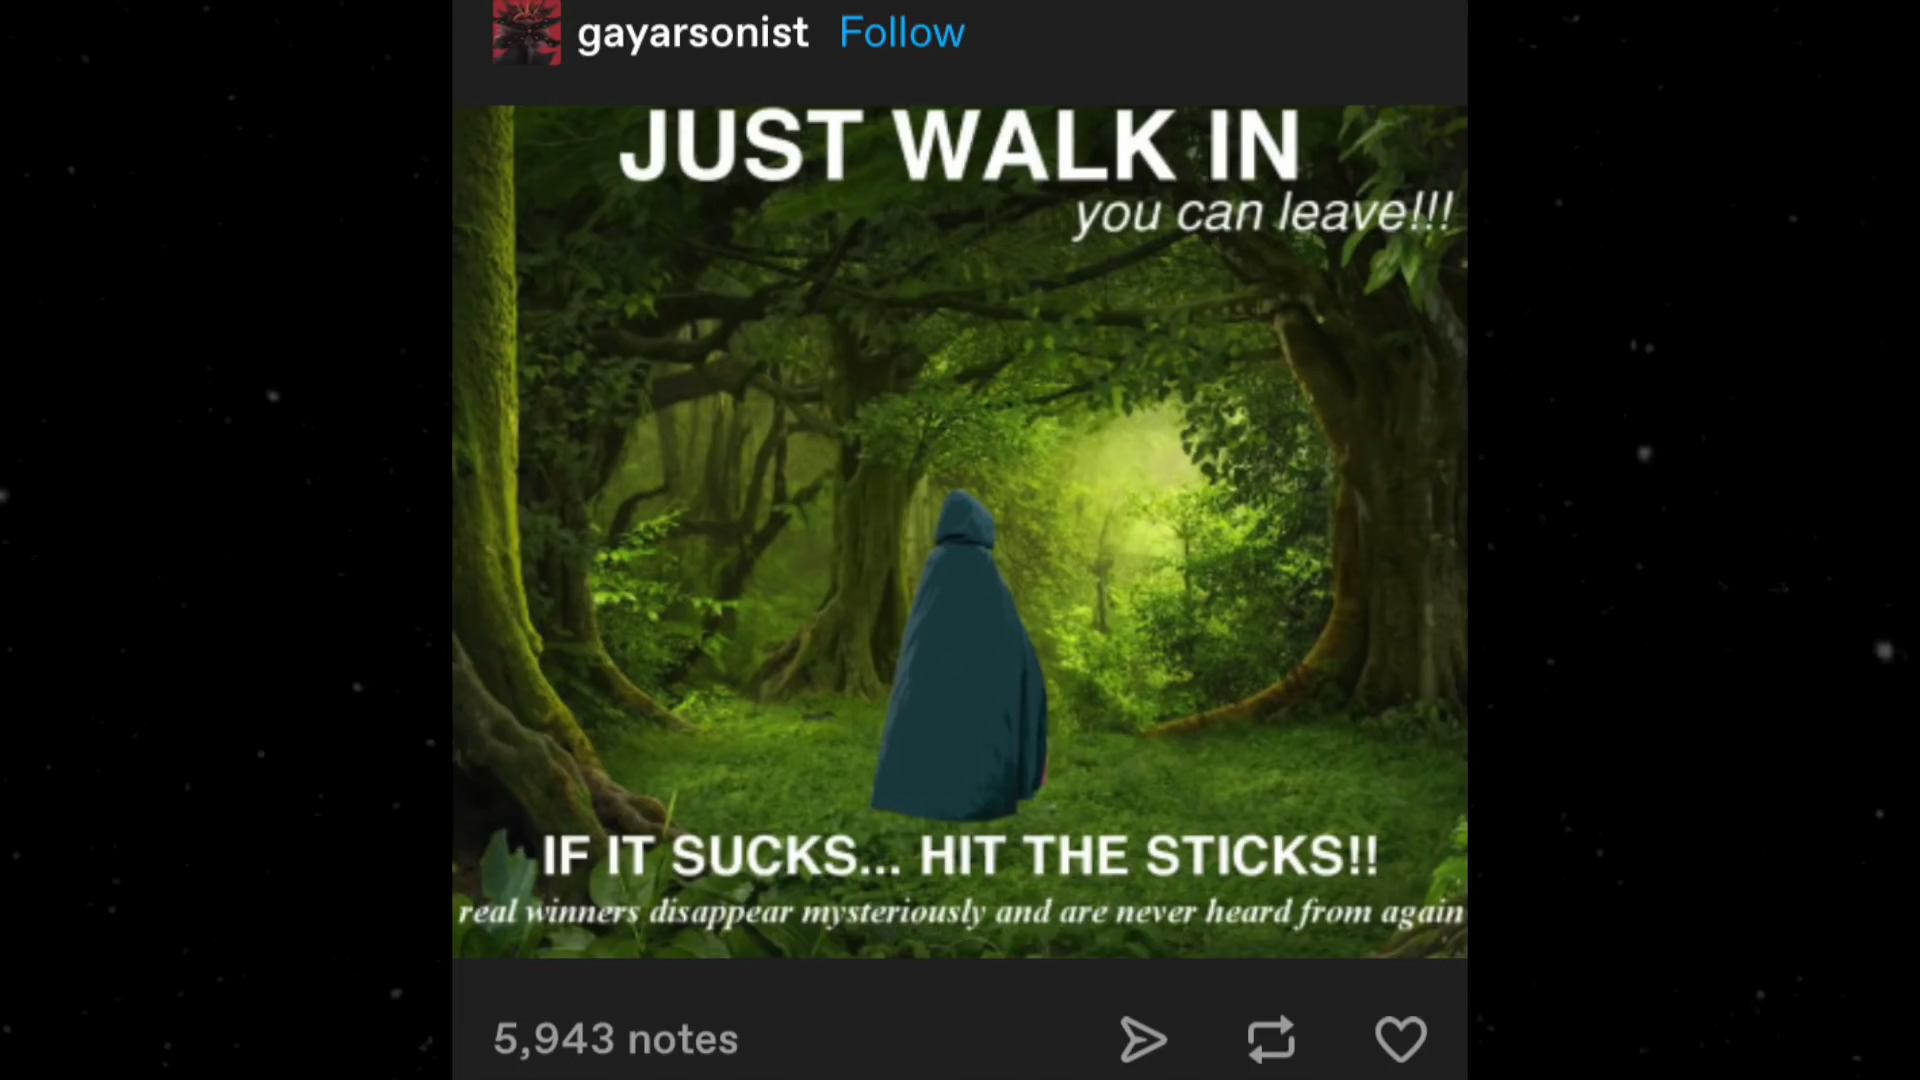 gayarsonist Follow
JUST WALK IN
you can leave!!!
IF IT SUCKS... HIT THE STICKS!!
real winners disappear mysteriously and are never heard from again
5,943 notes